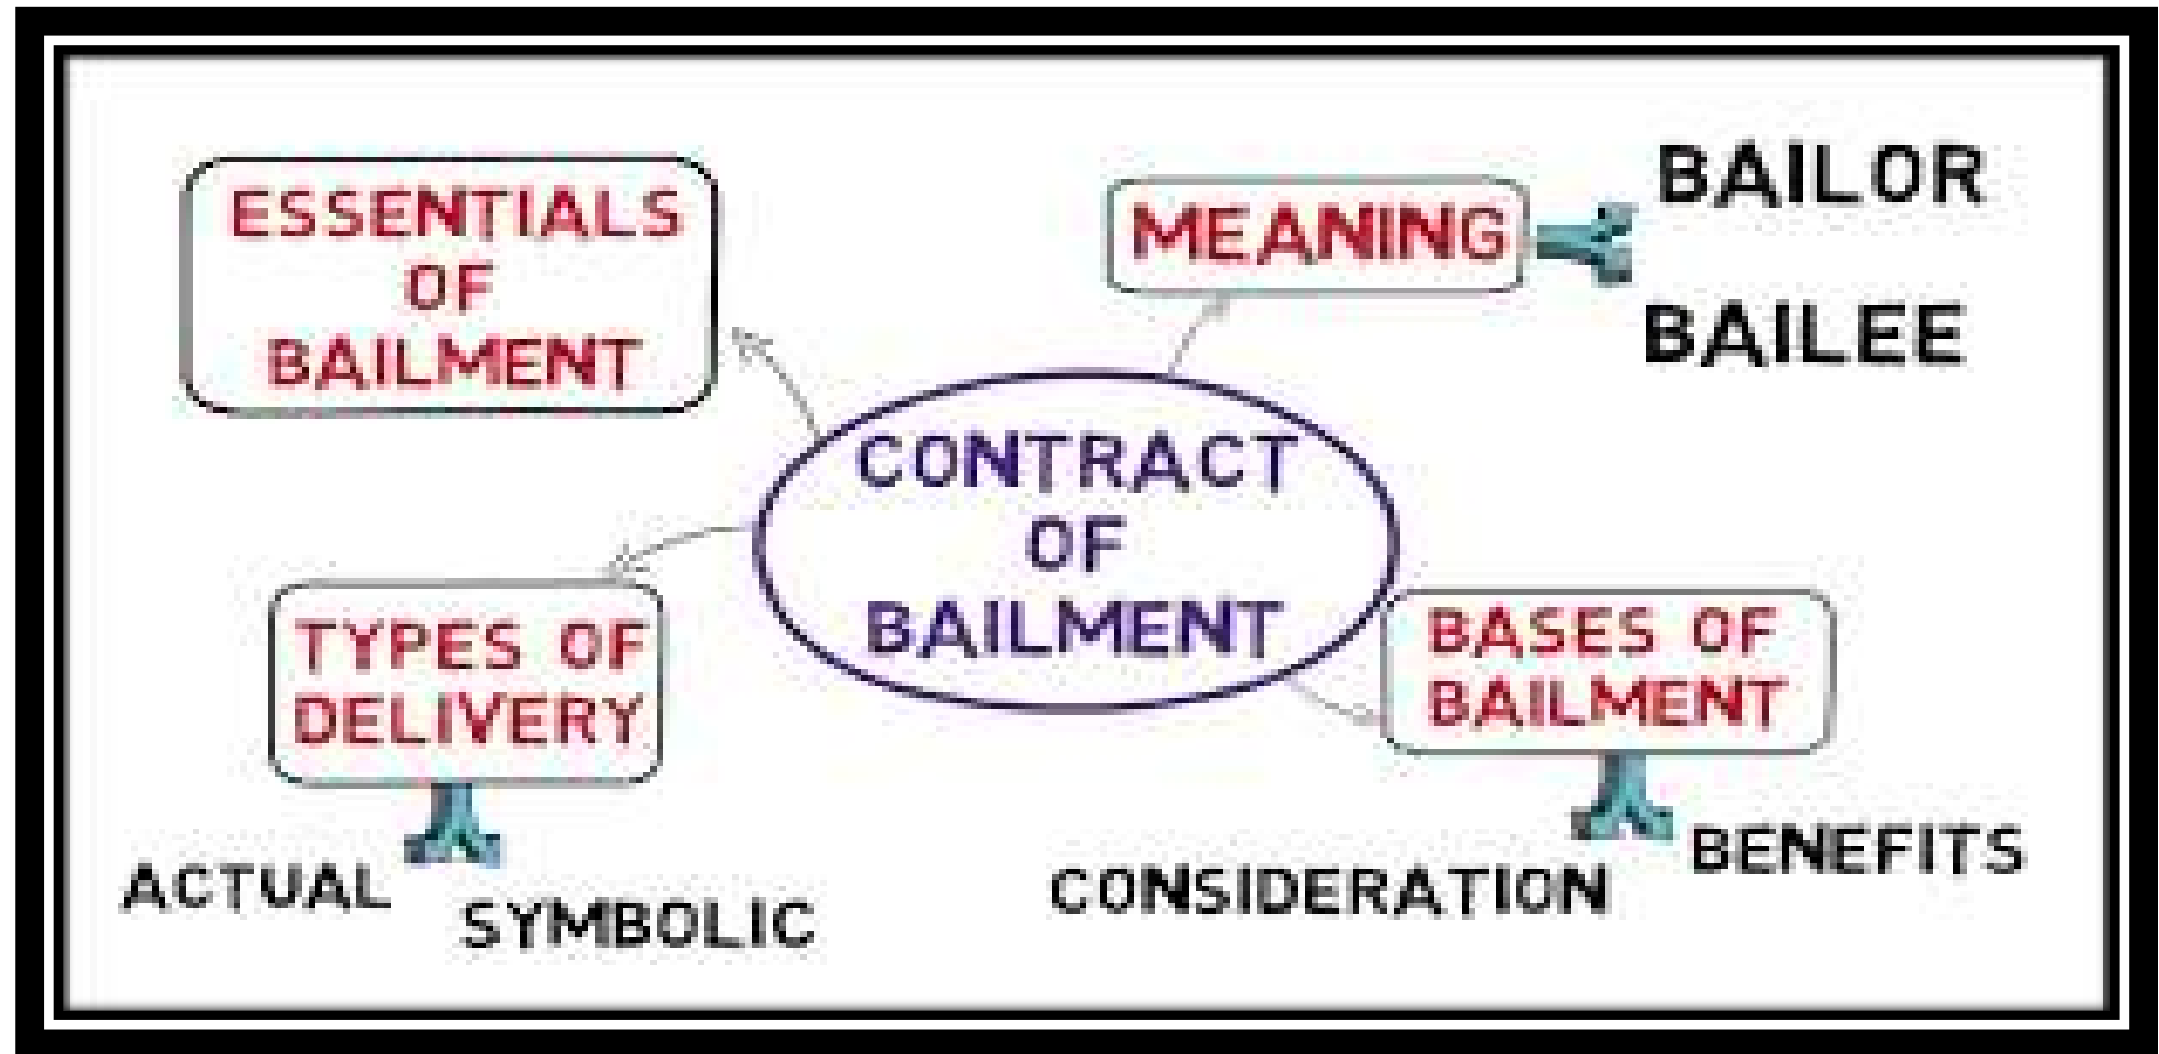 ESSENTIALS
OF
BAILMENT
MEANING
BAILOR
BAILEE
CONTRACT
OF
BAILMENT
TYPES OF
DELIVERY
ACTUAL
SYMBOLIC
BASES OF
BAILMENT
CONSIDERATION
BENEFITS